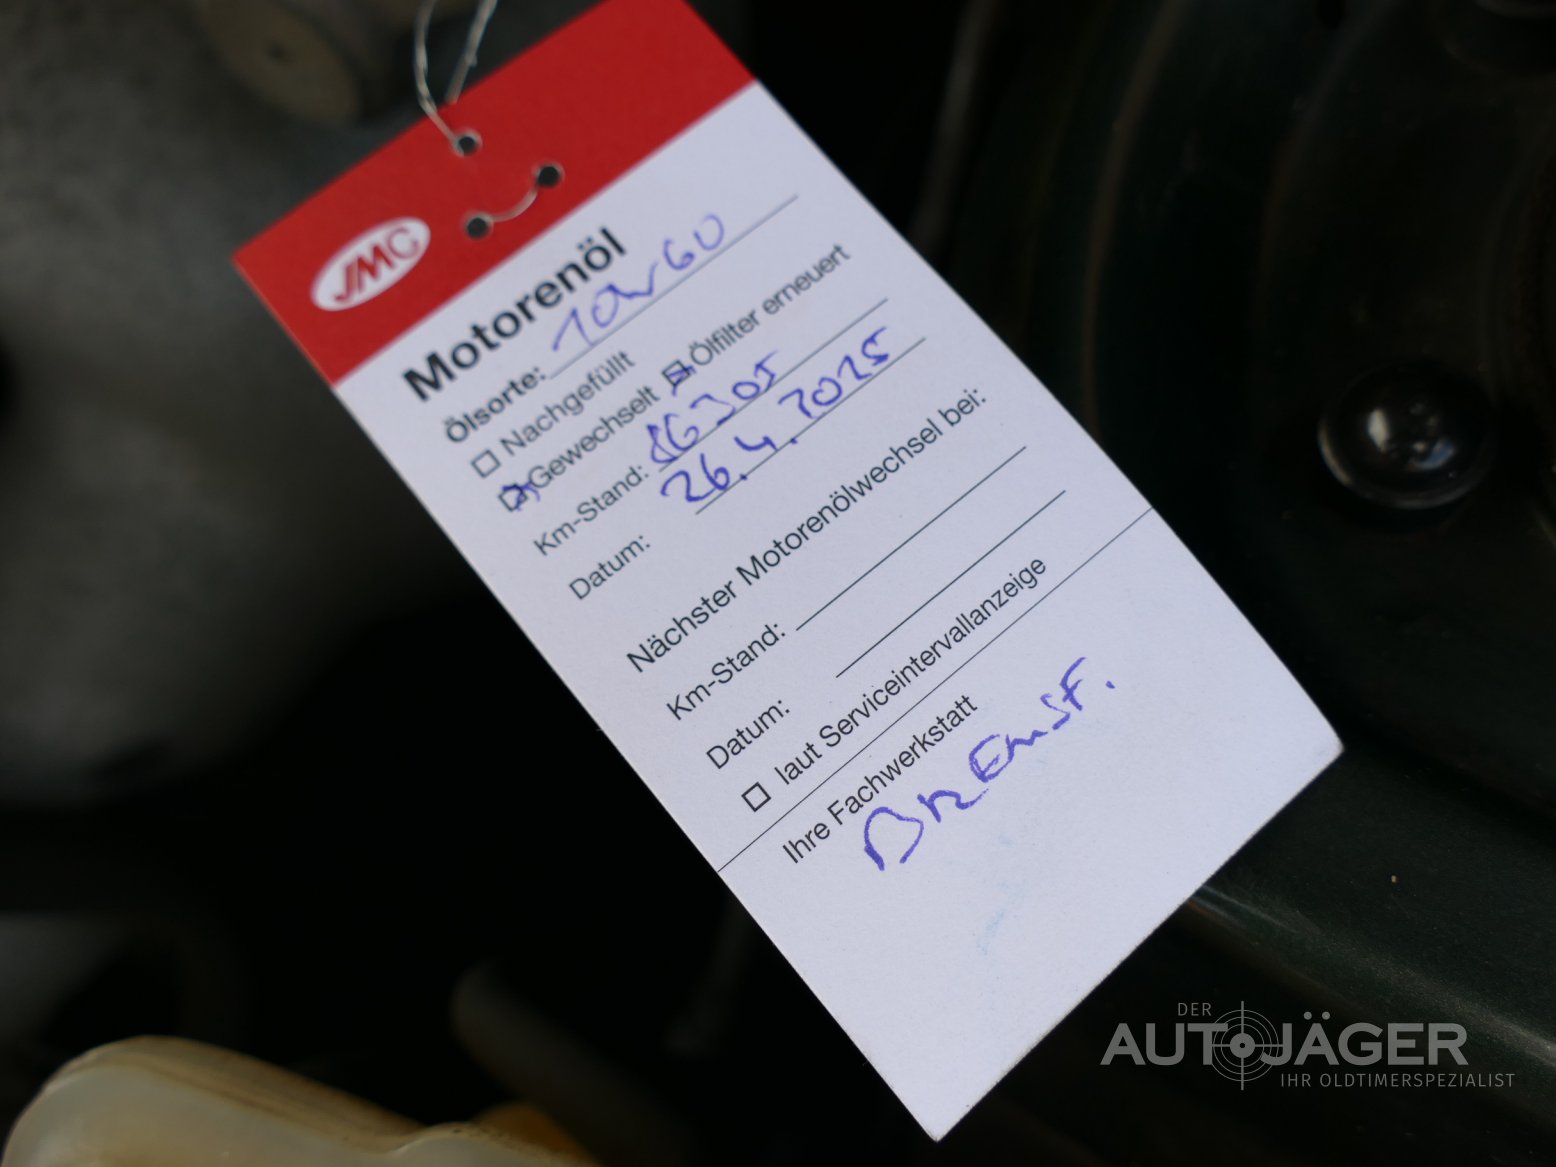 JMC
Motorenöl
Ölsorte: 10w60
Nachgefüllt
Gewechselt Ölfilter erneuert
Km-Stand: 86305
Datum: 26.4.2025
Nächster Motorenölwechsel bei:
Km-Stand:
Datum:
laut Serviceintervallanzeige
Ihre Fachwerkstatt
DER
AUTOJÄGER
IHR OLDTIMERSPEZIALIST